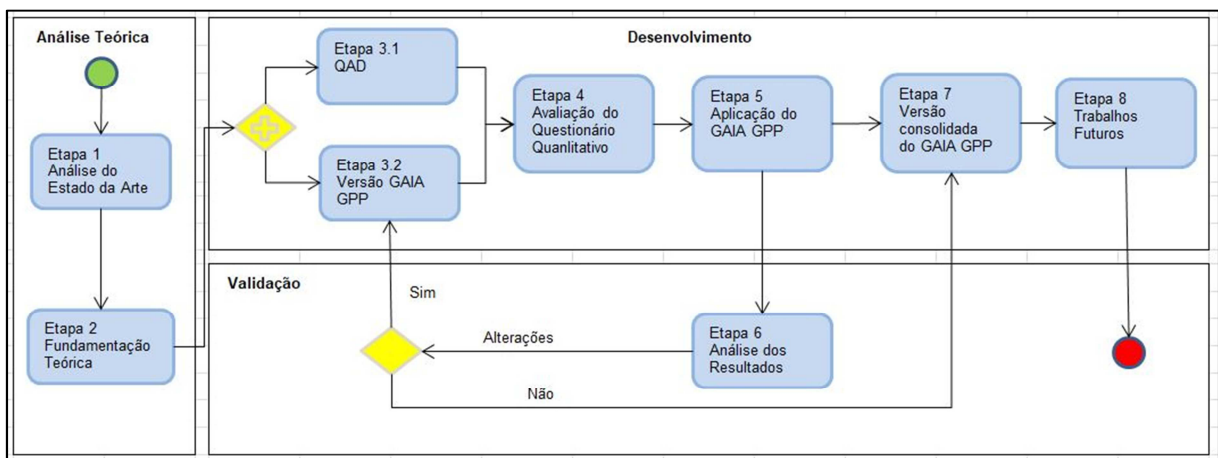 Análise Teórica
Etapa 1
Análise do
Estado da Arte
Etapa 2
Fundamentação
Teórica
Desenvolvimento
Etapa 3.1
QAD
Etapa 3.2
Versão GAIA
GPP
Etapa 4
Avaliação do
Questionário
Quanlitativo
Etapa 5
Aplicação do
GAIA GPP
Etapa 7
Versão
consolidada
do GAIA GPP
Etapa 8
Trabalhos
Futuros
Validação
Sim
Alterações
Não
Etapa 6
Análise dos
Resultados